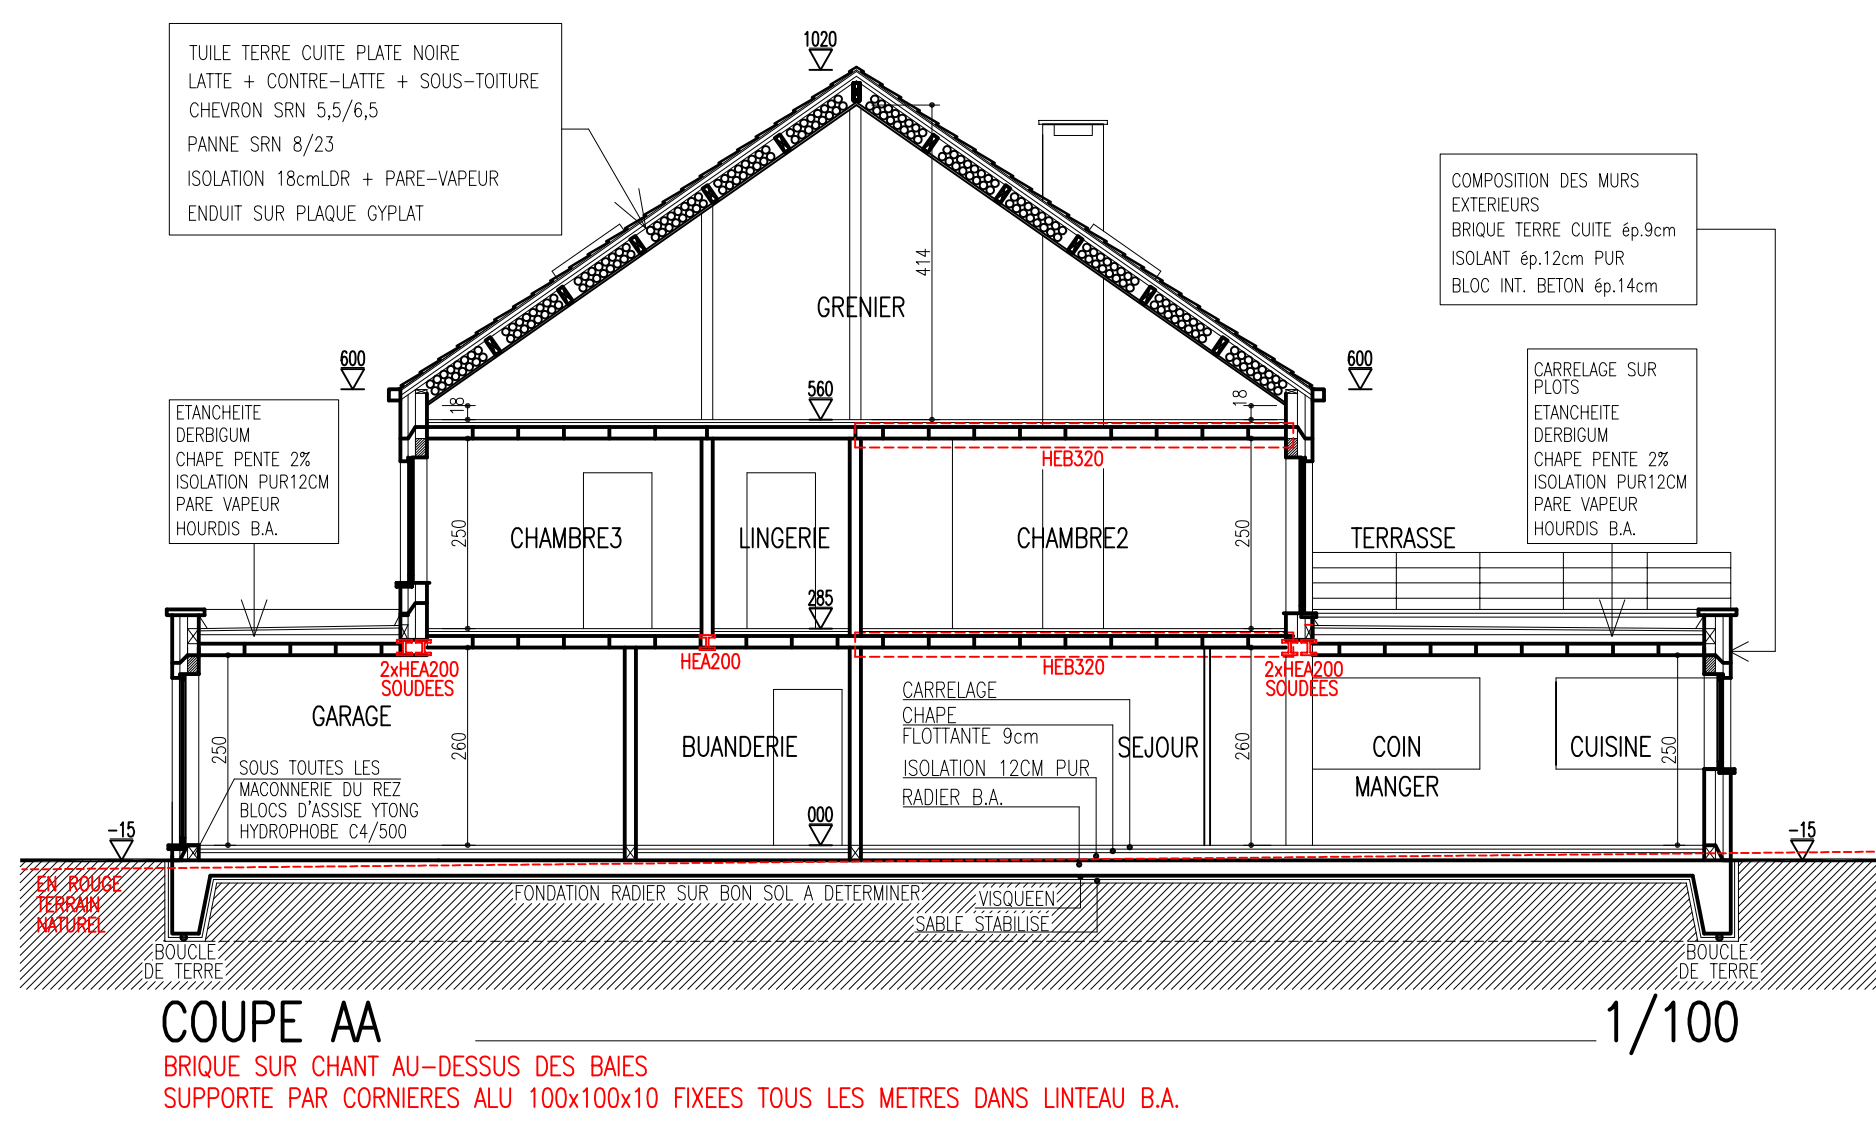 TUILE TERRE CUITE PLATE NOIRE
LATTE + CONTRE-LATTE + SOUS-TOITURE
CHEVRON SRN 5,5/6,5
PANNE SRN 8/23
ISOLATION 18cmLDR + PARE-VAPEUR
ENDUIT SUR PLAQUE GYPLAT
1020
COMPOSITION DES MURS
EXTERIEURS
BRIQUE TERRE CUITE ép.9cm
ISOLANT ép.12cm PUR
BLOC INT. BETON ép.14cm
414
GRENIER
600
560
600
18
18
ETANCHEITE
DERBIGUM
CHAPE PENTE 2%
ISOLATION PUR12CM
PARE VAPEUR
HOURDIS B.A.
CARRELAGE SUR
PLOTS
ETANCHEITE
DERBIGUM
CHAPE PENTE 2%
ISOLATION PUR12CM
PARE VAPEUR
HOURDIS B.A.
HEB320
250
CHAMBRE3
LINGERIE
CHAMBRE2
250
TERRASSE
285
2xHEA200
SOUDEES
HEA200
HEB320
2xHEA200
SOUDEES
GARAGE
250
260
BUANDERIE
CARRELAGE
CHAPE
FLOTTANTE 9cm
ISOLATION 12CM PUR
RADIER B.A.
SEJOUR
260
COIN
MANGER
CUISINE
250
SOUS TOUTES LES
MACONNERIE DU REZ
BLOCS D'ASSISE YTONG
HYDROPHOBE C4/500
000
-15
-15
EN ROUGE
TERRAIN
NATUREL
FONDATION RADIER SUR BON SOL A DETERMINER
VISQUEEN
SABLE STABILISE
BOUCLE
DE TERRE
BOUCLE
DE TERRE
COUPE AA
1/100
BRIQUE SUR CHANT AU-DESSUS DES BAIES
SUPPORTE PAR CORNIERES ALU 100x100x10 FIXEES TOUS LES METRES DANS LINTEAU B.A.